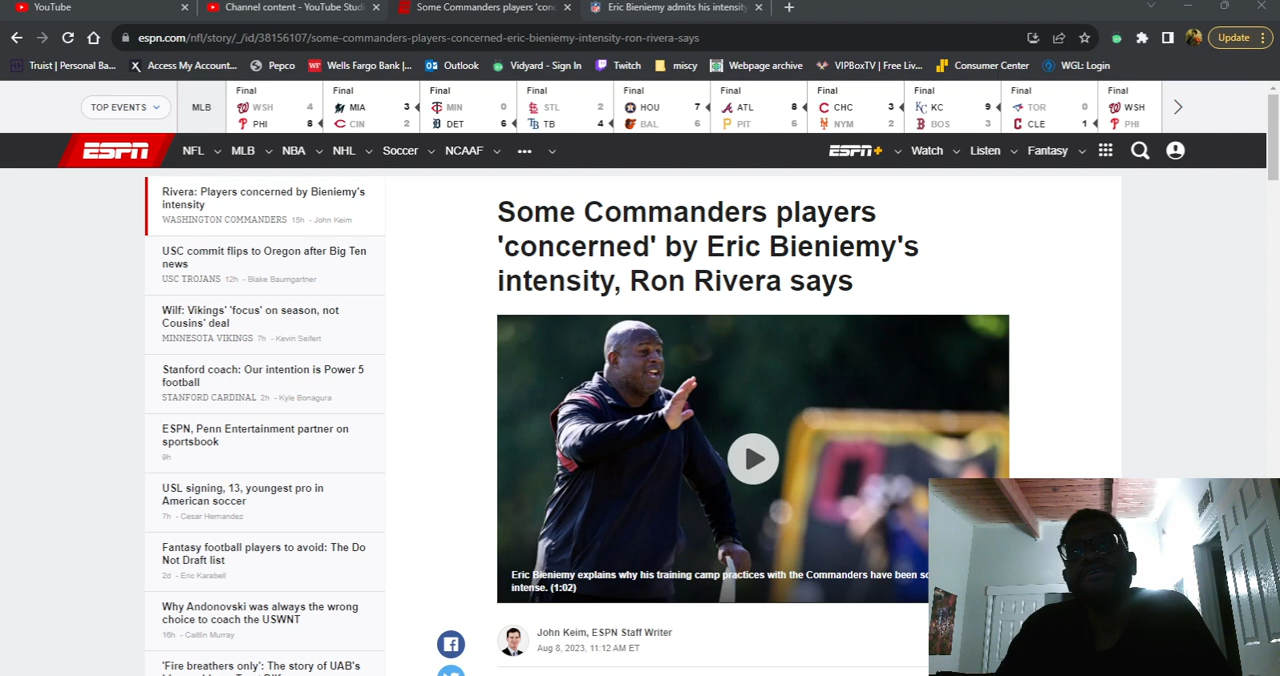 YouTube
Channel content - YouTube Studi
Some Commanders players 'conc
Eric Bieniemy admits his intensity
espn.com/nfl/story/_/id/38156107/some-commanders-players-concerned-eric-bieniemy-intensity-ron-rivera-says
Update
Truist | Personal Ba...
Access My Account...
Pepco
Wells Fargo Bank |...
Outlook
Vidyard - Sign In
Twitch
miscy
Webpage archive
VIPBoxTV | Free Liv...
Consumer Center
WGL: Login
TOP EVENTS
MLB
Final
WSH 4
PHI 8
Final
MIA 3
CIN 2
Final
MIN 0
DET 6
Final
STL 2
TB 4
Final
HOU 7
BAL 6
Final
ATL 8
PIT 6
Final
CHC 3
NYM 2
Final
KC 9
BOS 3
Final
TOR 0
CLE 1
Final
WSH
PHI
ESPN
NFL
MLB
NBA
NHL
Soccer
NCAAF
ESPN+
Watch
Listen
Fantasy
Rivera: Players concerned by Bieniemy's
intensity
WASHINGTON COMMANDERS 15h - John Keim
USC commit flips to Oregon after Big Ten
news
USC TROJANS 12h - Blake Baumgartner
Wilf: Vikings' 'focus' on season, not
Cousins' deal
MINNESOTA VIKINGS 7h - Kevin Seifert
Stanford coach: Our intention is Power 5
football
STANFORD CARDINAL 2h - Kyle Bonagura
ESPN, Penn Entertainment partner on
sportsbook
9h
USL signing, 13, youngest pro in
American soccer
7h - Cesar Hernandez
Fantasy football players to avoid: The Do
Not Draft list
2d - Eric Karabell
Why Andonovski was always the wrong
choice to coach the USWNT
16h - Caitlin Murray
'Fire breathers only': The story of UAB's
Some Commanders players
'concerned' by Eric Bieniemy's
intensity, Ron Rivera says
Eric Bieniemy explains why his training camp practices with the Commanders have been so
intense. (1:02)
John Keim, ESPN Staff Writer
Aug 8, 2023, 11:12 AM ET